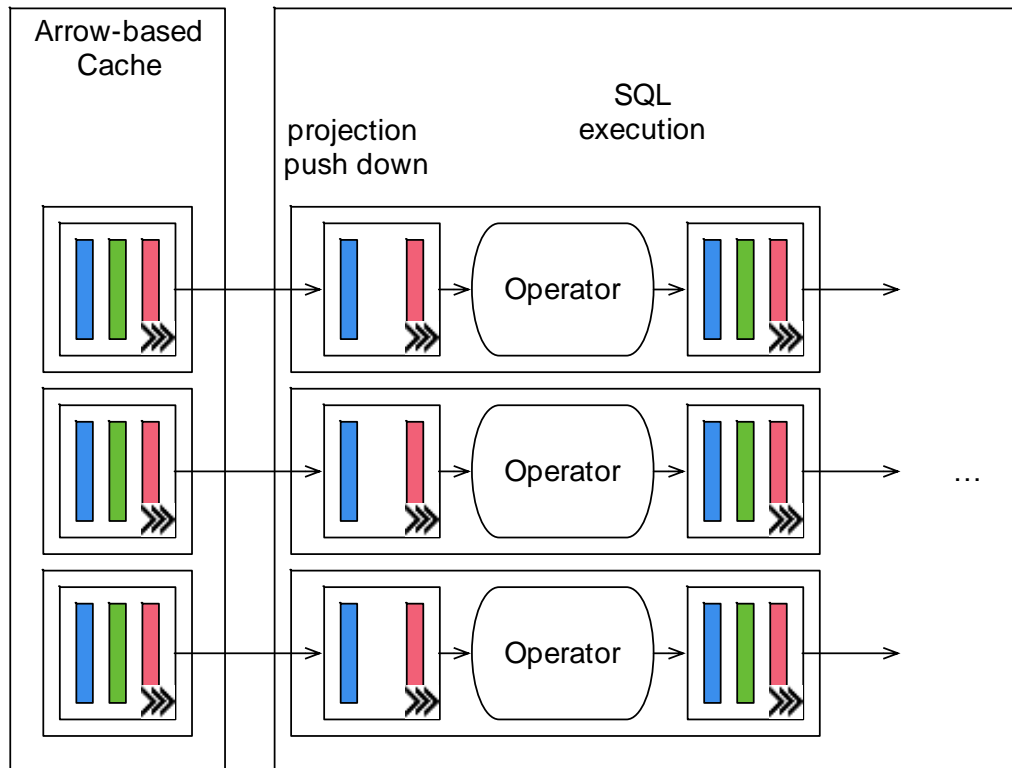 Arrow-based
Cache
SQL
execution
projection
push down
Operator
Operator
...
Operator